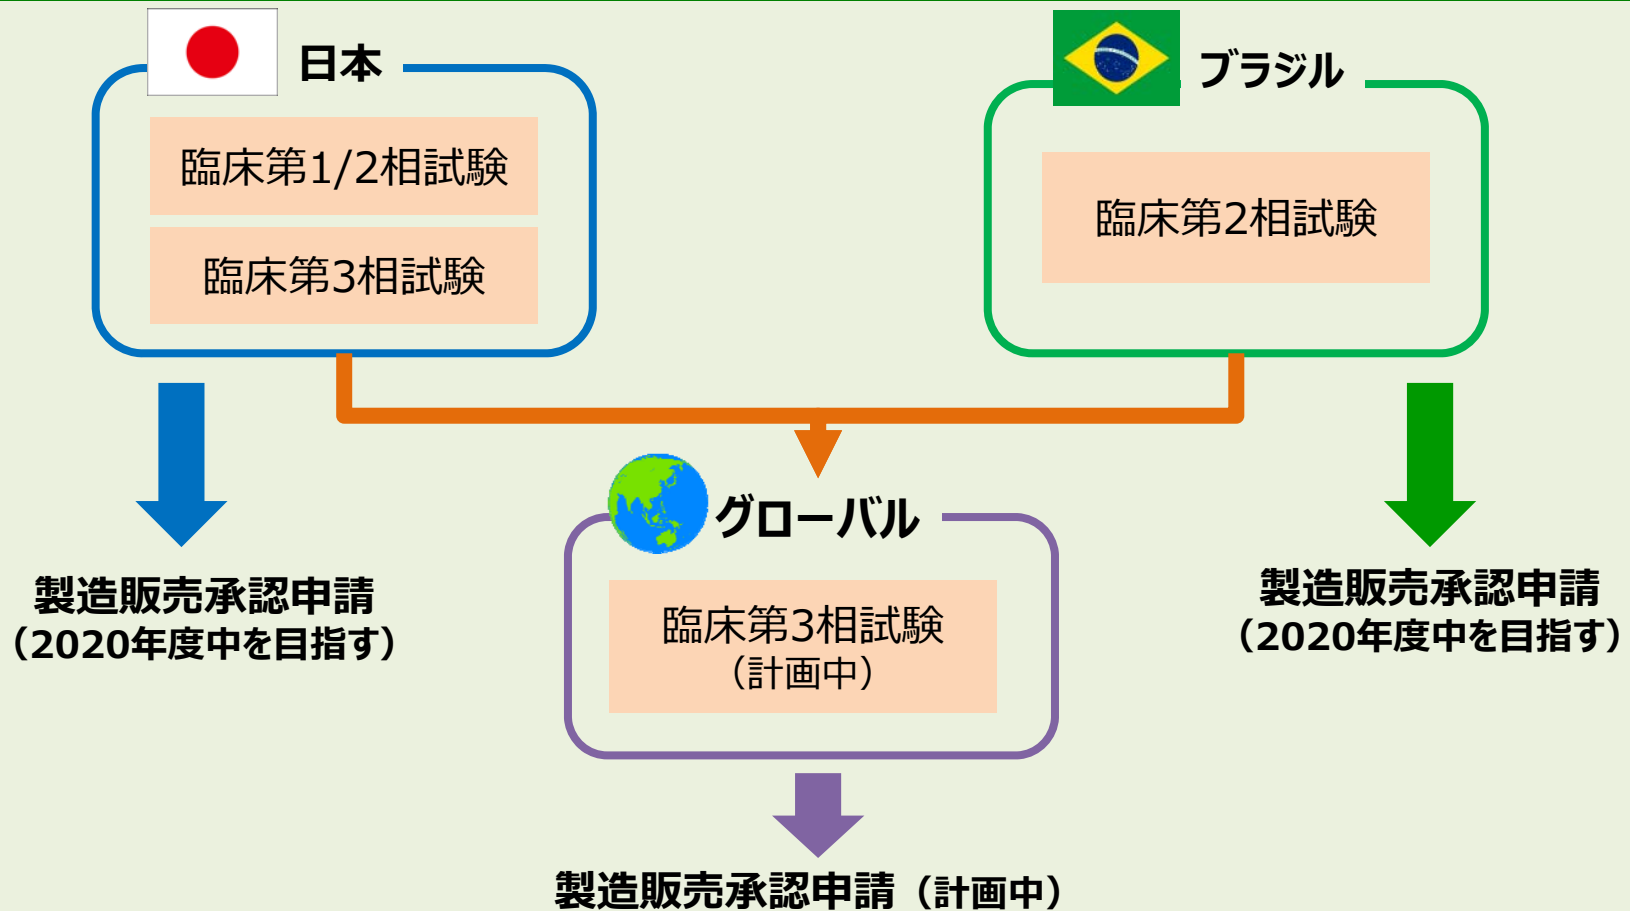 日本
臨床第1/2相試験
臨床第3相試験
ブラジル
臨床第2相試験
製造販売承認申請
（2020年度中を目指す）
製造販売承認申請
（2020年度中を目指す）
グローバル
臨床第3相試験
（計画中）
製造販売承認申請（計画中）